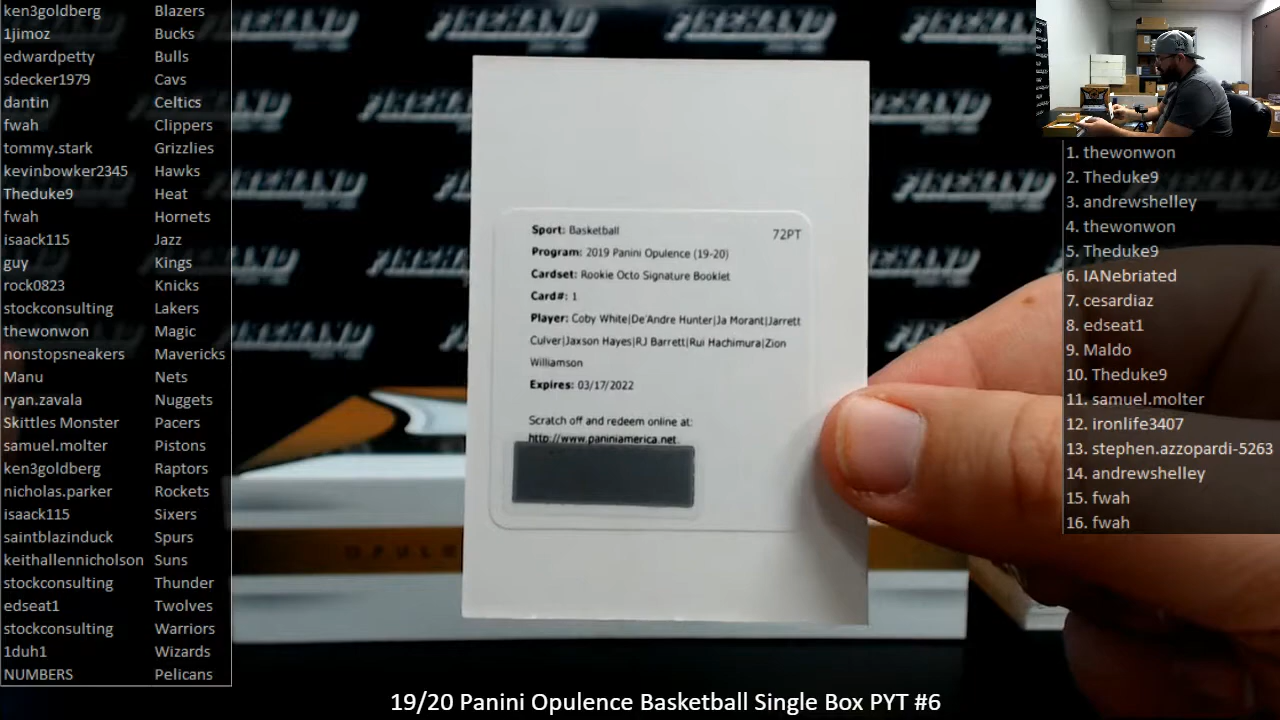 ken3goldberg Blazers
1jimoz Bucks
edwardpetty Bulls
sdecker1979 Cavs
dantin Celtics
fwah Clippers
tommy.stark Grizzlies
kevinbowker2345 Hawks
Theduke9 Heat
fwah Hornets
isaack115 Jazz
guy Kings
rock0823 Knicks
stockconsulting Lakers
thewonwon Magic
nonstopsneakers Mavericks
Manu Nets
ryan.zavala Nuggets
Skittles Monster Pacers
samuel.molter Pistons
ken3goldberg Raptors
nicholas.parker Rockets
isaack115 Sixers
saintblazinduck Spurs
keithallennicholson Suns
stockconsulting Thunder
edseat1 Twolves
stockconsulting Warriors
1duh1 Wizards
NUMBERS Pelicans
FIREHAND FIREHAND FIREHAND
Sport: Basketball
72PT
Program: 2019 Panini Opulence (19-20)
Cardset: Rookie Octo Signature Booklet
Card#: 1
Player: Coby White|De'Andre Hunter|Ja Morant|Jarrett
Culver|Jaxson Hayes|RJ Barrett|Rui Hachimura|Zion
Williamson
Expires: 03/17/2022
Scratch off and redeem online at:
http://www.paniniamerica.net
1. thewonwon
2. Theduke9
3. andrewshelley
4. thewonwon
5. Theduke9
6. IANebriated
7. cesardiaz
8. edseat1
9. Maldo
10. Theduke9
11. samuel.molter
12. ironlife3407
13. stephen.azzopardi-5263
14. andrewshelley
15. fwah
16. fwah
19/20 Panini Opulence Basketball Single Box PYT #6